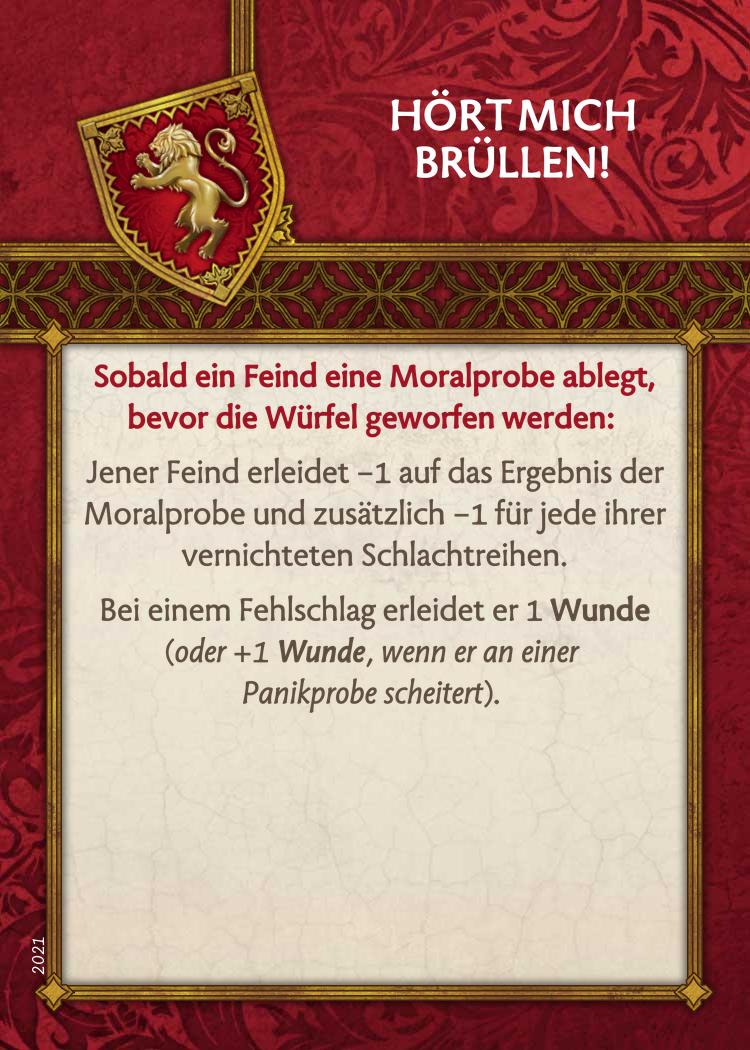 HÖRT MICH
BRÜLLEN!
Sobald ein Feind eine Moralprobe ablegt,
bevor die Würfel geworfen werden:
Jener Feind erleidet –1 auf das Ergebnis der
Moralprobe und zusätzlich –1 für jede ihrer
vernichteten Schlachtreihen.
Bei einem Fehlschlag erleidet er 1 Wunde
(oder +1 Wunde, wenn er an einer
Panikprobe scheitert).
2021